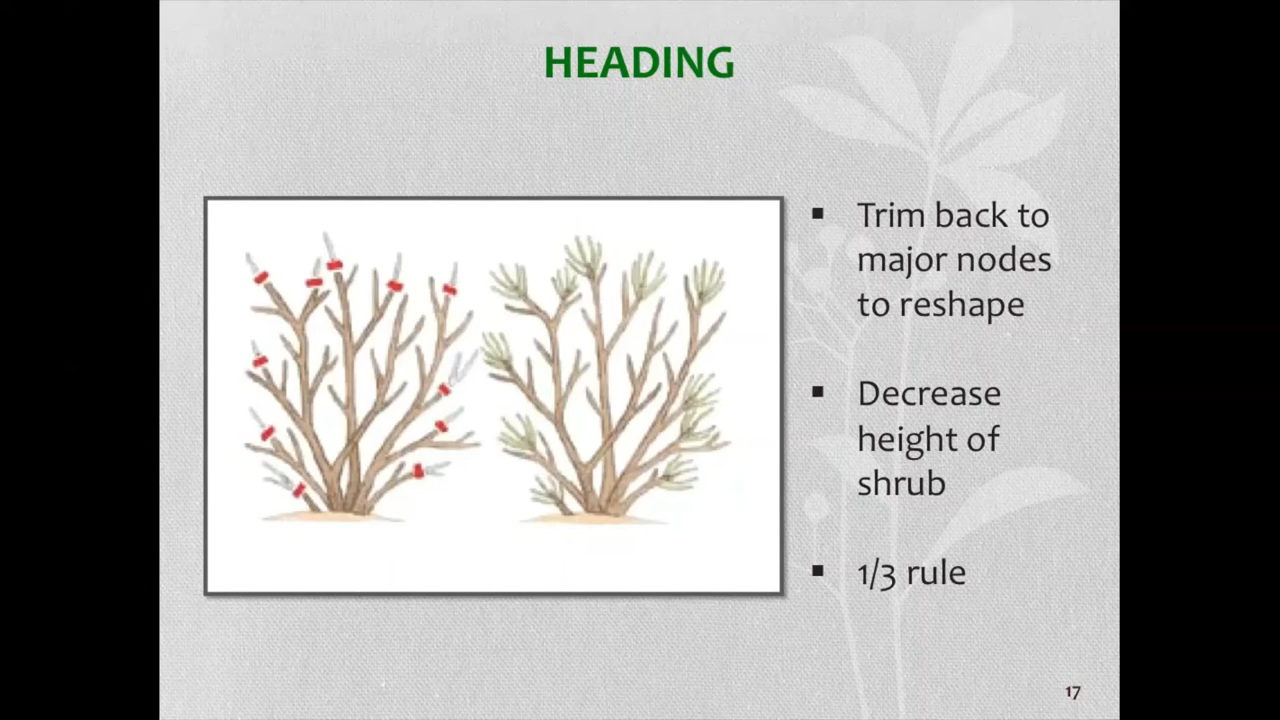 HEADING
▪ Trim back to
major nodes
to reshape
▪ Decrease
height of
shrub
▪ 1/3 rule
17